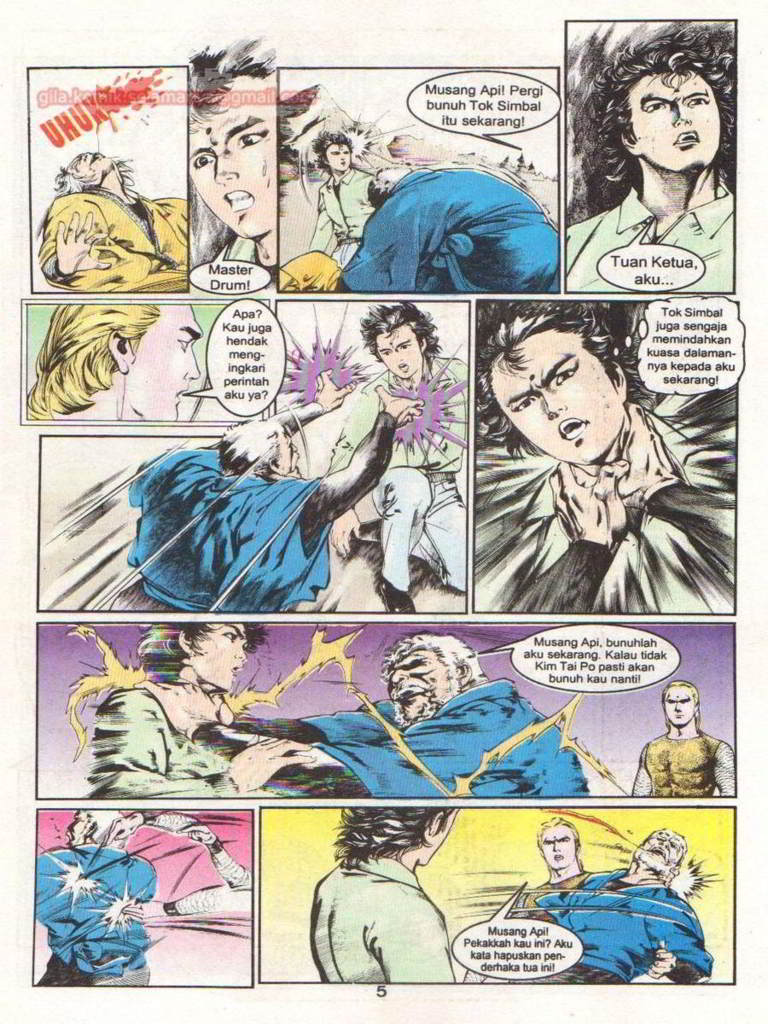 UHUK!
Master
Drum!
Musang Api! Pergi
bunuh Tok Simbal
itu sekarang!
Tuan Ketua,
aku...
Apa?
Kau juga
hendak
meng-
ingkari
perintah
aku ya?
Tok Simbal
juga sengaja
memindahkan
kuasa dalaman-
nya kepada aku
sekarang!
Musang Api, bunuhlah
aku sekarang. Kalau tidak
Kim Tai Po pasti akan
bunuh kau nanti!
Musang Api!
Pekakkah kau ini? Aku
kata hapuskan pen-
derhaka tua ini!
5